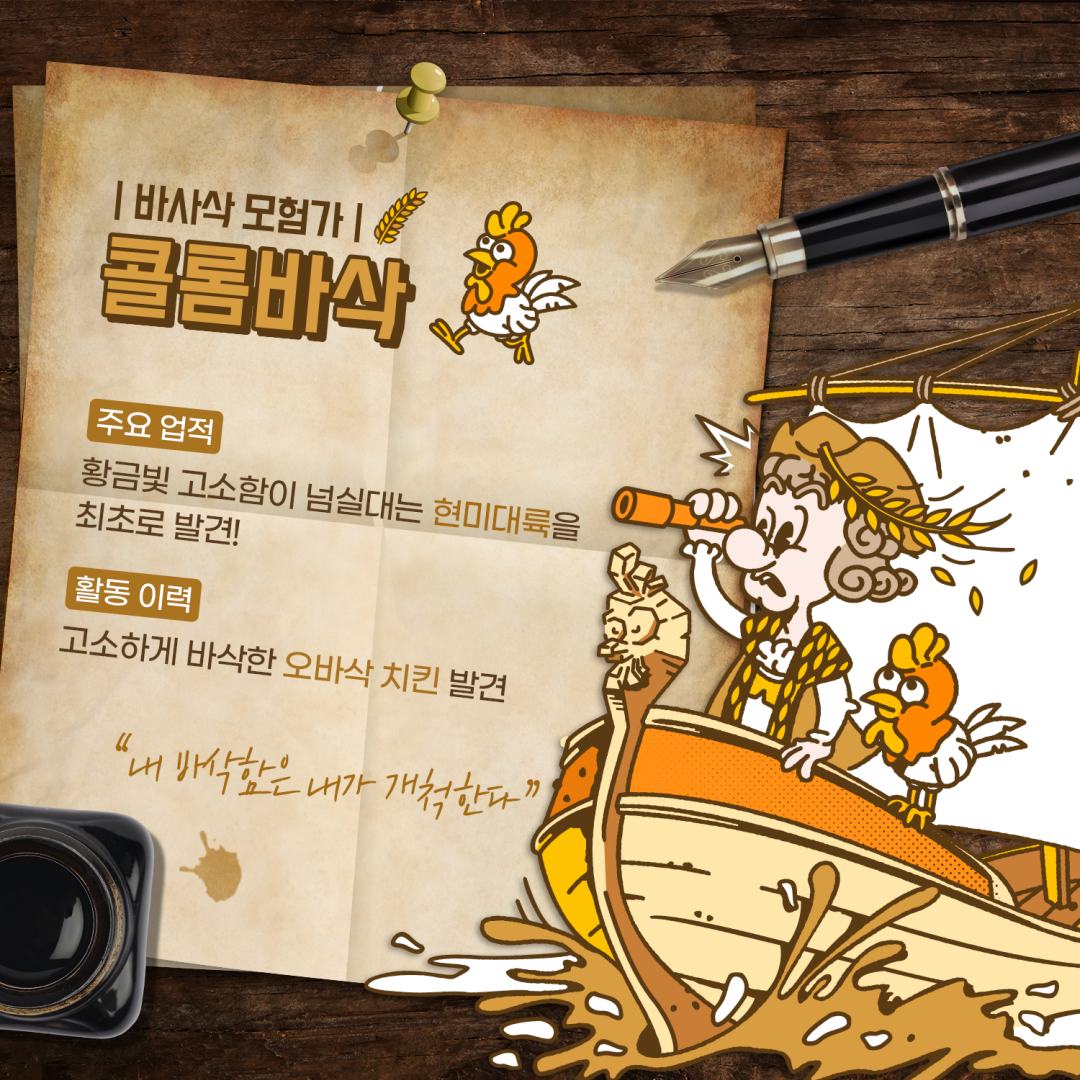 | 바사삭 모험가 |
콜롬바삭
주요 업적
황금빛 고소함이 넘실대는 현미대륙을
최초로 발견!
활동 이력
고소하게 바삭한 오바삭 치킨 발견
“내 바삭함은 내가 개척한다”